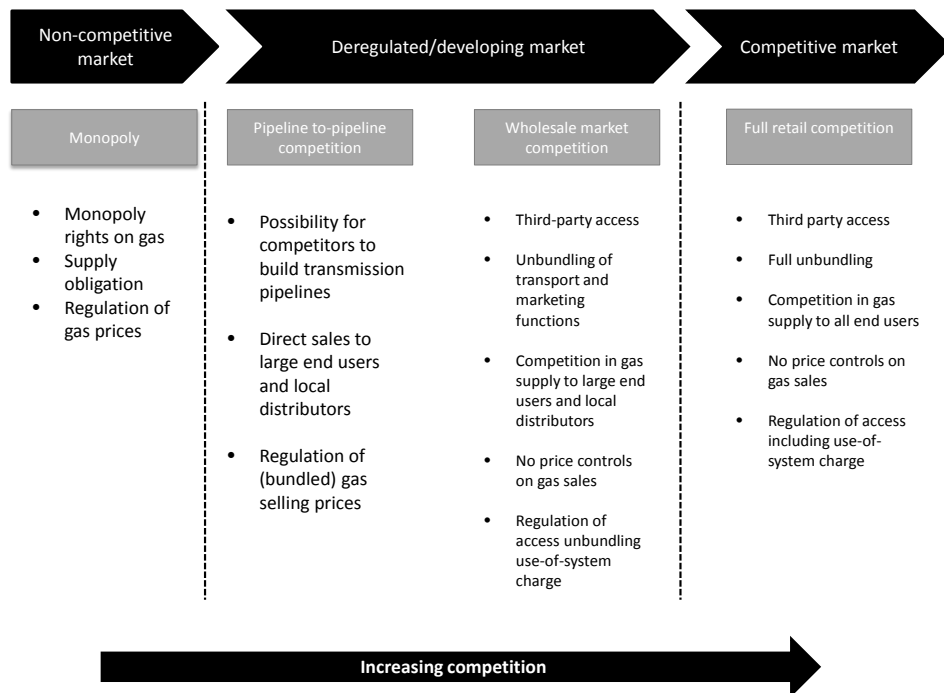 Non-competitive
market
Deregulated/developing market
Competitive market
Monopoly
Pipeline to-pipeline
competition
Wholesale market
competition
Full retail competition
• Monopoly
rights on gas
• Supply
obligation
• Regulation of
gas prices
• Possibility for
competitors to
build transmission
pipelines
• Direct sales to
large end users
and local
distributors
• Regulation of
(bundled) gas
selling prices
• Third-party access
• Unbundling of
transport and
marketing
functions
• Competition in gas
supply to large end
users and local
distributors
• No price controls
on gas sales
• Regulation of
access unbundling
use-of-system
charge
• Third party access
• Full unbundling
• Competition in gas
supply to all end
users
• No price controls on
gas sales
• Regulation of access
including use-of-
system charge
Increasing competition